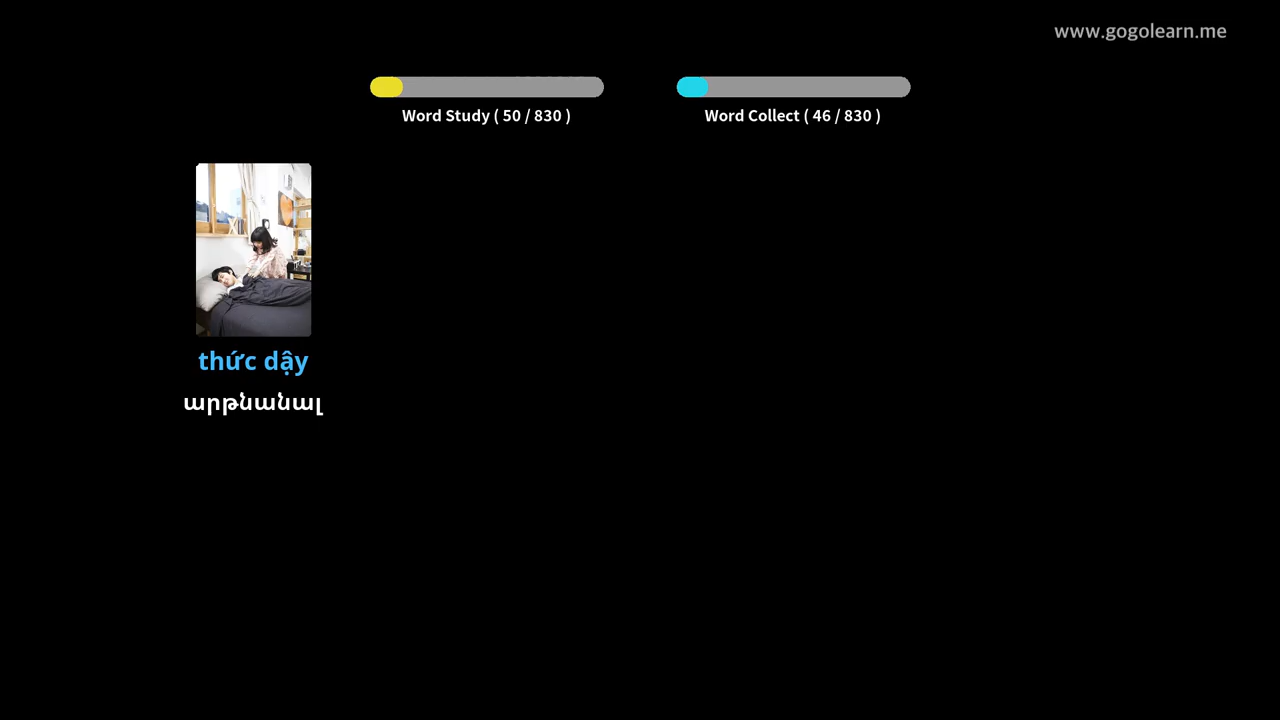 www.gogolearn.me
Word Study ( 50 / 830 )
Word Collect ( 46 / 830 )
thức dậy
արթնանալ